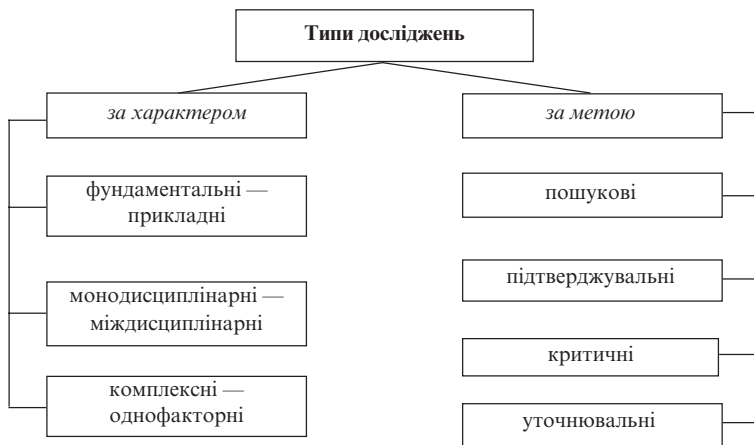 Типи досліджень
за характером
фундаментальні —
прикладні
монодисциплінарні —
міждисциплінарні
комплексні —
однофакторні
за метою
пошукові
підтверджувальні
критичні
уточнювальні